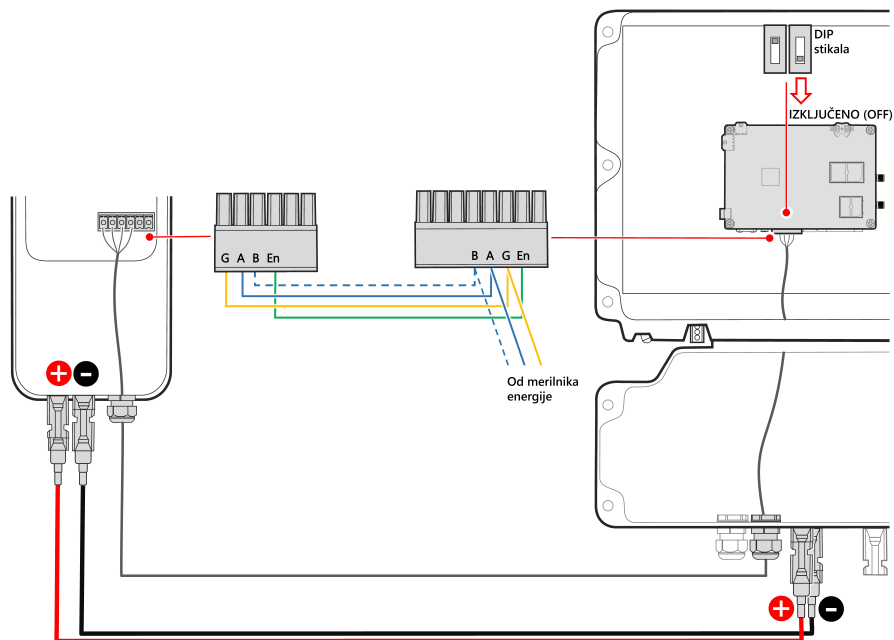 DIP
stikala
IZKLJUČENO (OFF)
G A B En
B A G En
Od merilnika
energije
+ -
+ -